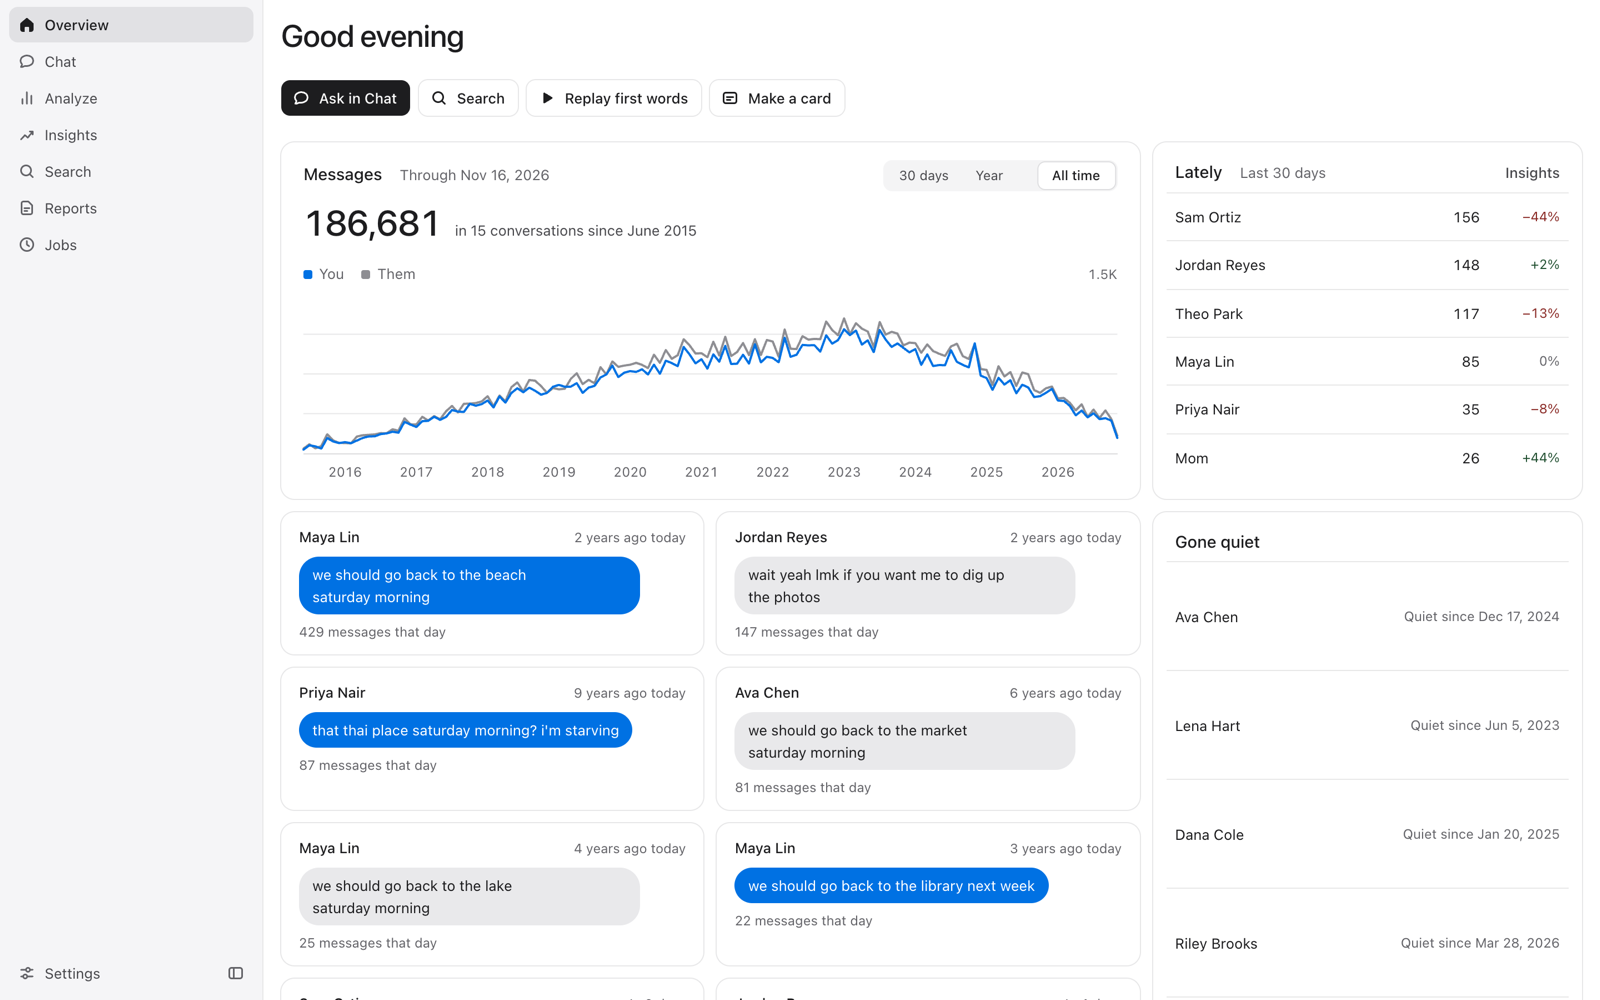 Overview
Chat
Analyze
Insights
Search
Reports
Jobs
Settings
Good evening
Ask in Chat
Search
Replay first words
Make a card
Messages Through Nov 16, 2026
30 days Year All time
186,681 in 15 conversations since June 2015
You Them 1.5K
2016 2017 2018 2019 2020 2021 2022 2023 2024 2025 2026
Lately Last 30 days Insights
Sam Ortiz 156 −44%
Jordan Reyes 148 +2%
Theo Park 117 −13%
Maya Lin 85 0%
Priya Nair 35 −8%
Mom 26 +44%
Maya Lin 2 years ago today
we should go back to the beach
saturday morning
429 messages that day
Jordan Reyes 2 years ago today
wait yeah lmk if you want me to dig up
the photos
147 messages that day
Priya Nair 9 years ago today
that thai place saturday morning? i'm starving
87 messages that day
Ava Chen 6 years ago today
we should go back to the market
saturday morning
81 messages that day
Maya Lin 4 years ago today
we should go back to the lake
saturday morning
25 messages that day
Maya Lin 3 years ago today
we should go back to the library next week
22 messages that day
Gone quiet
Ava Chen Quiet since Dec 17, 2024
Lena Hart Quiet since Jun 5, 2023
Dana Cole Quiet since Jan 20, 2025
Riley Brooks Quiet since Mar 28, 2026